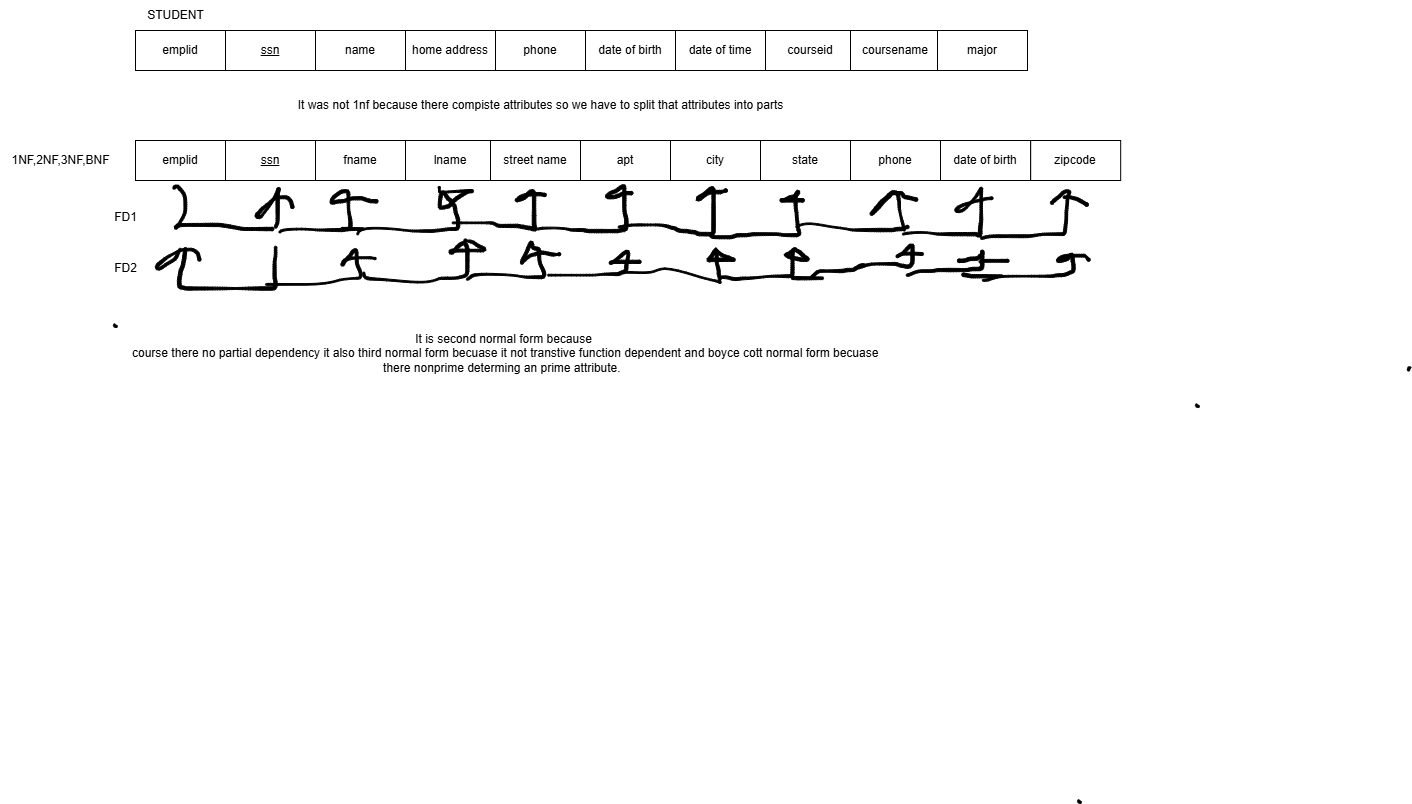 STUDENT
emplid ssn name home address phone date of birth date of time courseid coursename major
It was not 1nf because there compiste attributes so we have to split that attributes into parts
1NF,2NF,3NF,BNF emplid ssn fname lname street name apt city state phone date of birth zipcode
FD1
FD2
It is second normal form because
course there no partial dependency it also third normal form becuase it not transtive function dependent and boyce cott normal form becuase
there nonprime determing an prime attribute.